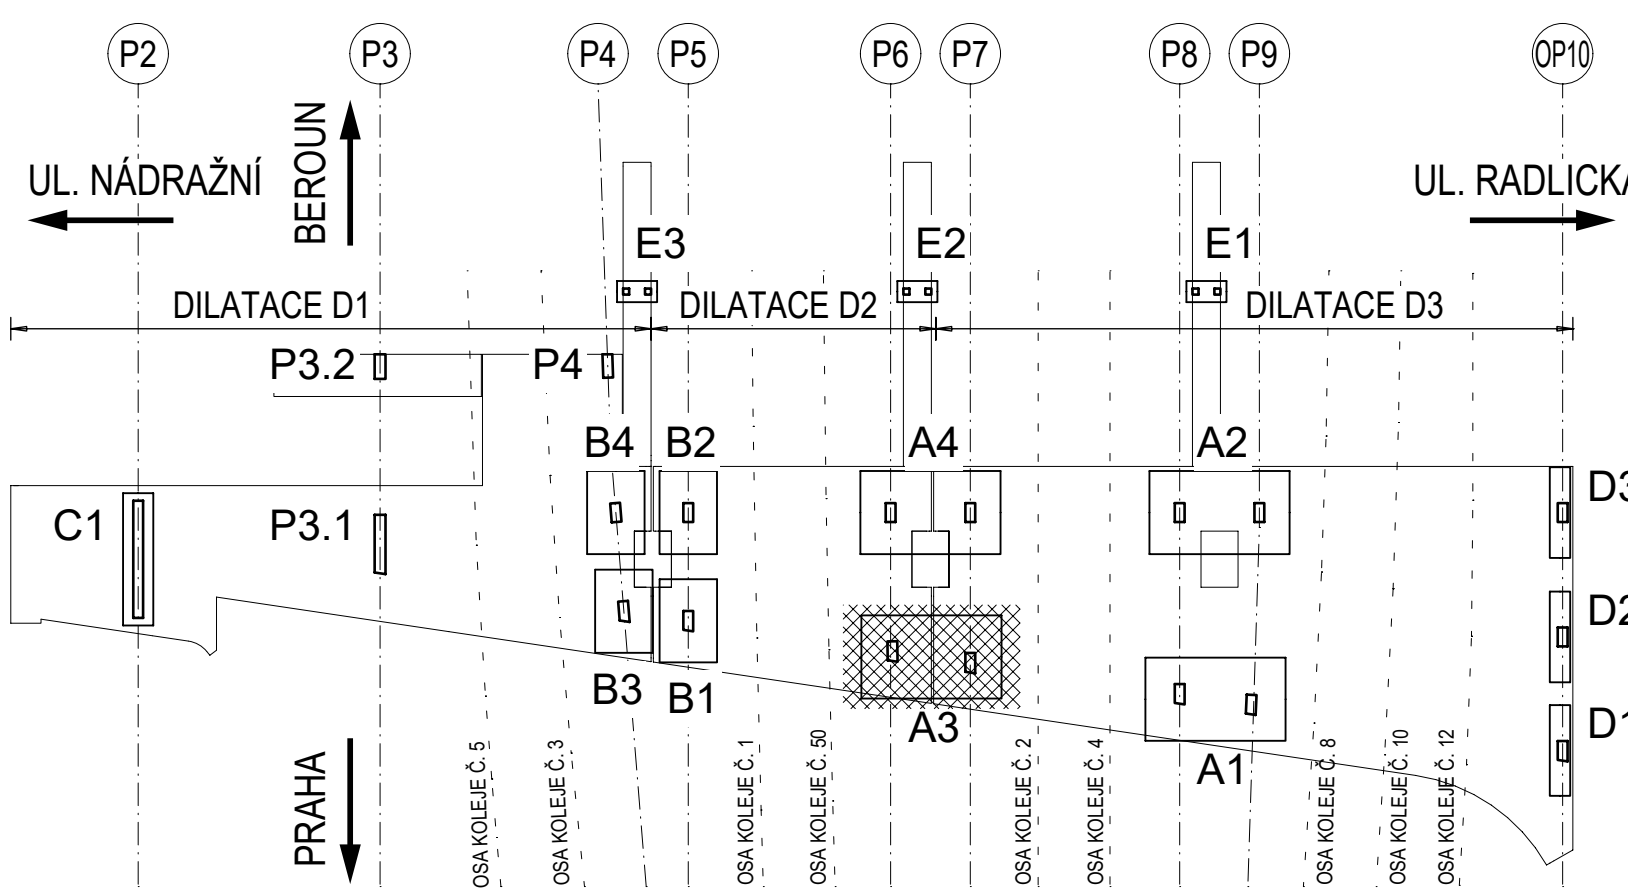 P2
P3
P4
P5
P6
P7
P8
P9
OP10
BEROUN
UL. NÁDRAŽNÍ
UL. RADLICKÁ
E3
E2
E1
DILATACE D1
DILATACE D2
DILATACE D3
P3.2
P4
B4
B2
A4
A2
C1
P3.1
D3
D2
B3
B1
A3
A1
D1
PRAHA
OSA KOLEJE Č. 5
OSA KOLEJE Č. 3
OSA KOLEJE Č. 1
OSA KOLEJE Č. 50
OSA KOLEJE Č. 2
OSA KOLEJE Č. 4
OSA KOLEJE Č. 8
OSA KOLEJE Č. 10
OSA KOLEJE Č. 12